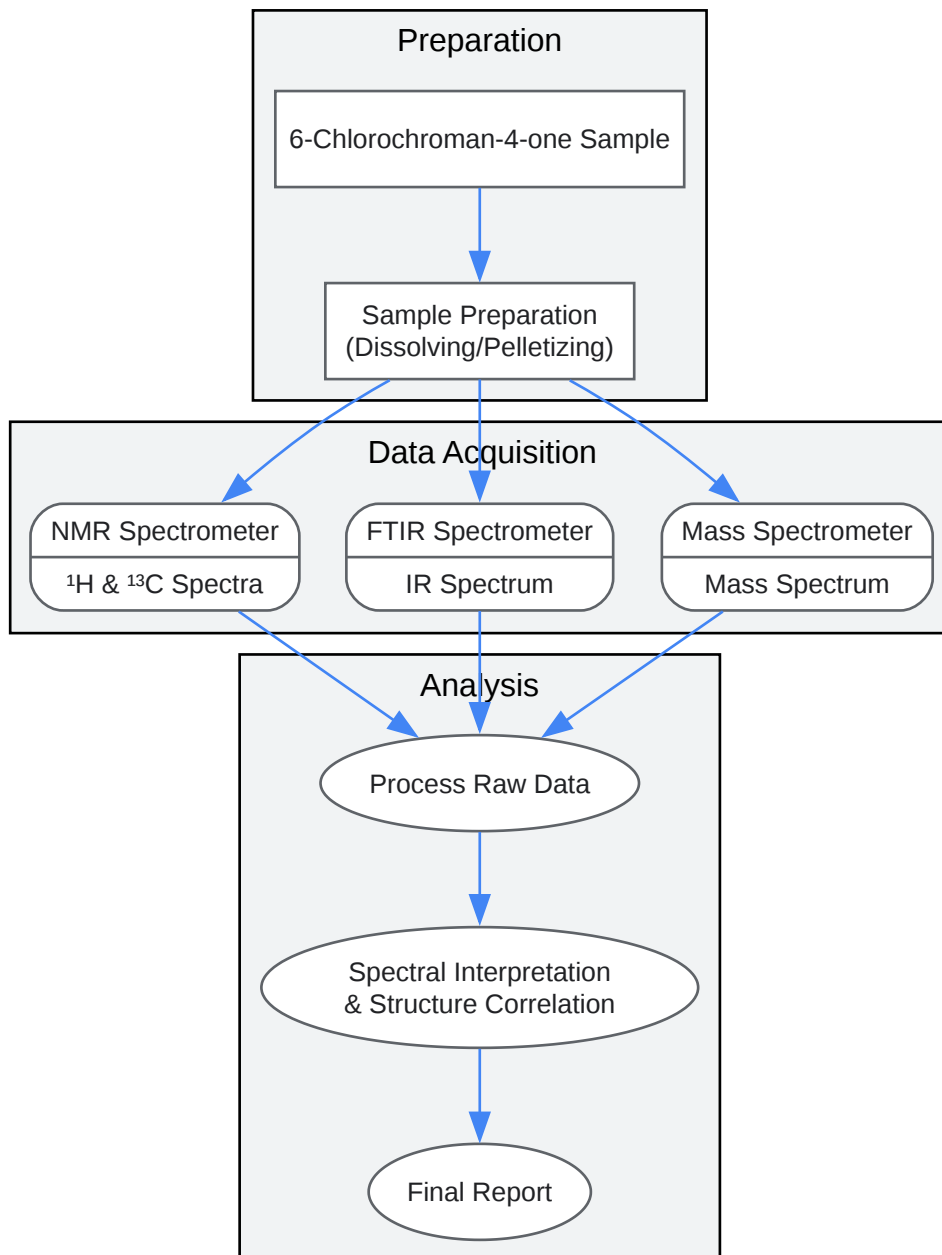 Preparation
6-Chlorochroman-4-one Sample
Sample Preparation
(Dissolving/Pelletizing)
Data Acquisition
NMR Spectrometer
¹H & ¹³C Spectra
FTIR Spectrometer
IR Spectrum
Mass Spectrometer
Mass Spectrum
Analysis
Process Raw Data
Spectral Interpretation
& Structure Correlation
Final Report